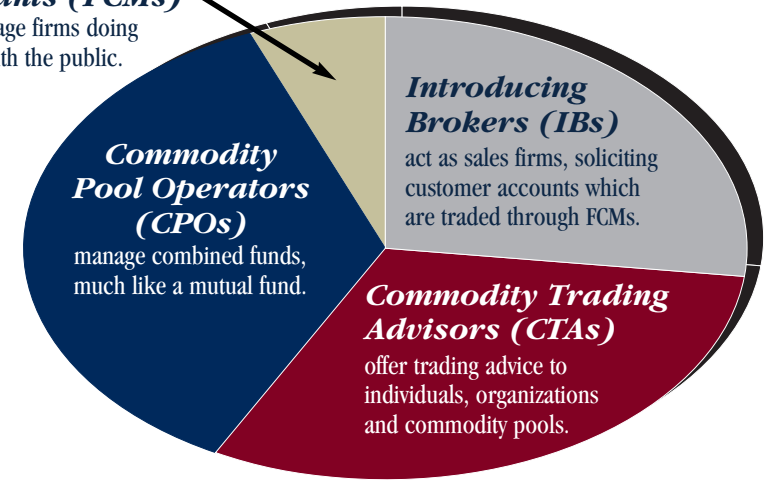 (FCMs)
firms doing
the public.
Introducing
Brokers (IBs)
act as sales firms, soliciting
customer accounts which
are traded through FCMs.
Commodity
Pool Operators
(CPOs)
manage combined funds,
much like a mutual fund.
Commodity Trading
Advisors (CTAs)
offer trading advice to
individuals, organizations
and commodity pools.